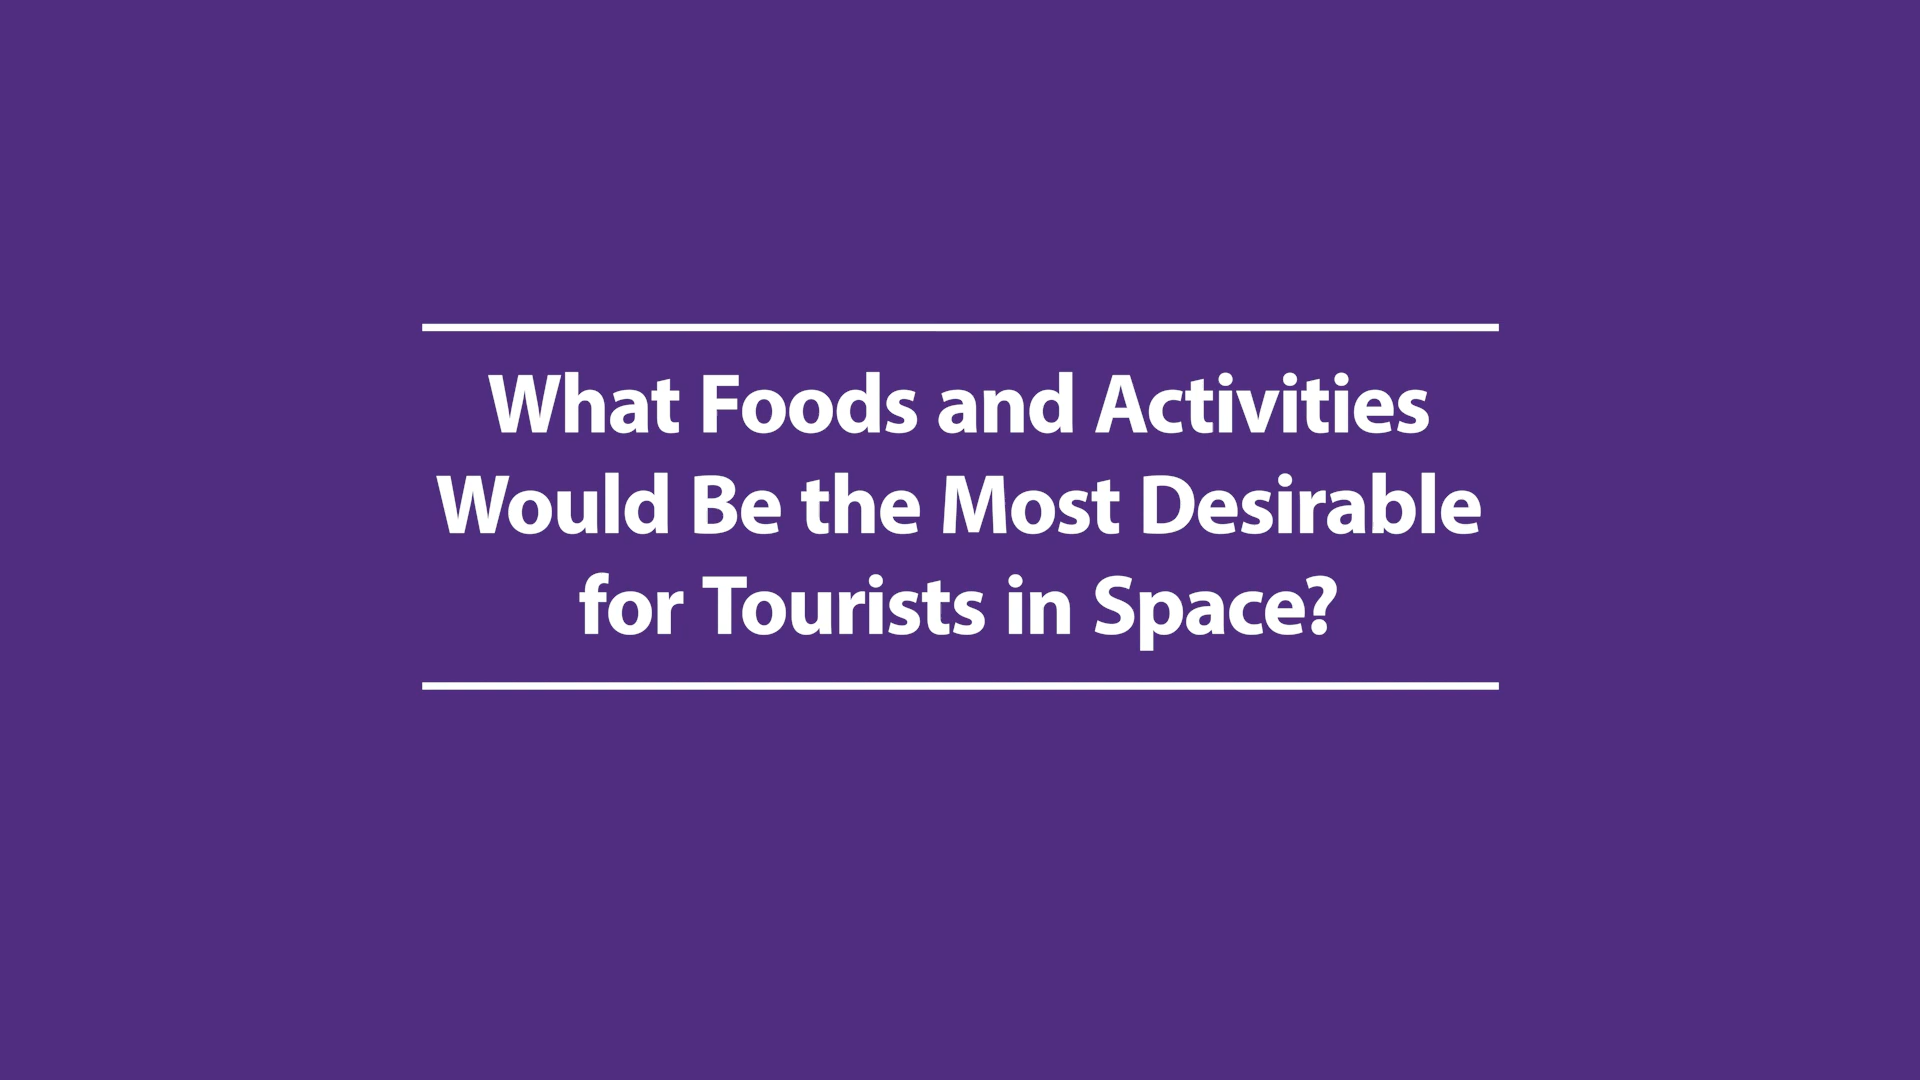 What Foods and Activities
Would Be the Most Desirable
for Tourists in Space?